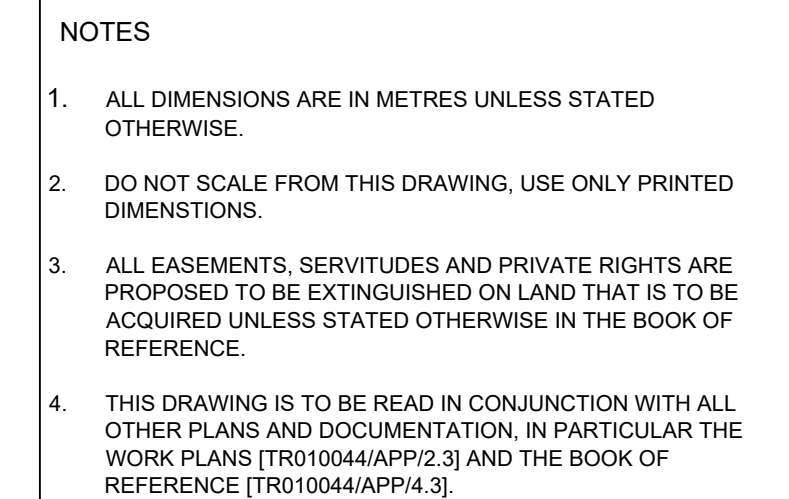 NOTES
1. ALL DIMENSIONS ARE IN METRES UNLESS STATED
OTHERWISE.
2. DO NOT SCALE FROM THIS DRAWING, USE ONLY PRINTED
DIMENSTIONS.
3. ALL EASEMENTS, SERVITUDES AND PRIVATE RIGHTS ARE
PROPOSED TO BE EXTINGUISHED ON LAND THAT IS TO BE
ACQUIRED UNLESS STATED OTHERWISE IN THE BOOK OF
REFERENCE.
4. THIS DRAWING IS TO BE READ IN CONJUNCTION WITH ALL
OTHER PLANS AND DOCUMENTATION, IN PARTICULAR THE
WORK PLANS [TR010044/APP/2.3] AND THE BOOK OF
REFERENCE [TR010044/APP/4.3].